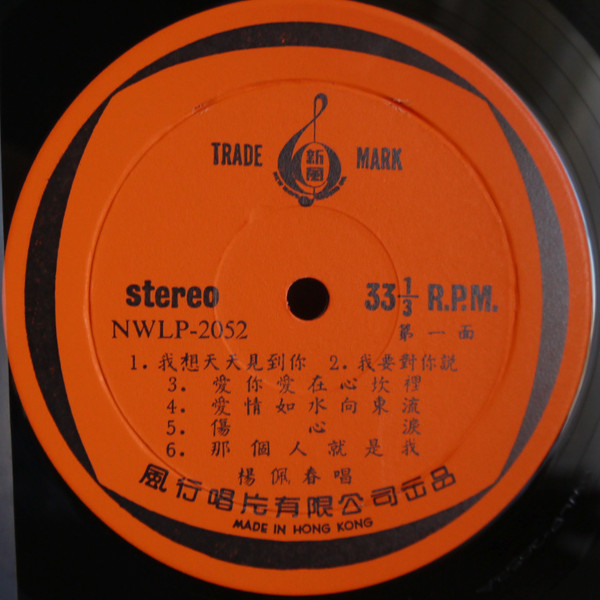 TRADE 新風 MARK
stereo 33 1/3 R.P.M.
NWLP-2052 第一面
1. 我想天天見到你 2. 我要對你說
3. 愛你愛在心坎裡
4. 愛情如水向東流
5. 傷心淚
6. 那個人就是我
楊佩春唱
風行唱片有限公司出品
MADE IN HONG KONG